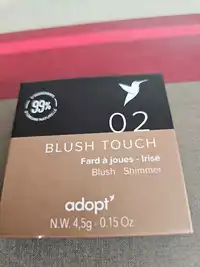 99%
02
BLUSH TOUCH
Fard à joues - Irisé
Blush Shimmer
adopt'
N.W. 4,5g - 0.15 Oz